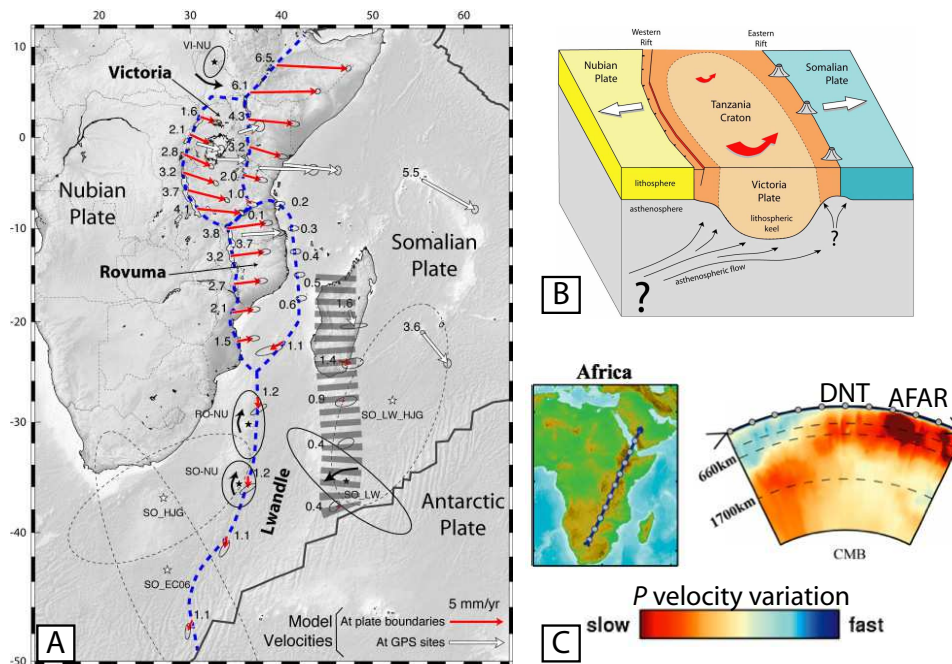 20
30
40
50
60
10
0
-10
-20
-30
-40
-50
VI-NU
Victoria
6.5
6.1
1.6
4.3
2.1
2.8
3.2
3.2
2.0
3.7
1.0
4.1
0.1
0.2
Nubian
Plate
5.5
Somalian
Plate
3.8
0.3
3.7
Rovuma
3.2
0.4
2.7
0.5
0.6
1.6
2.1
1.5
1.1
3.6
1.4
1.2
RO-NU
0.9
SO_LW_HJG
0.4
SO-NU
1.2
SO_LW
SO_HJG
Lwandle
0.4
Antarctic
Plate
1.1
SO_EC06
1.1
5 mm/yr
Model
Velocities
At plate boundaries
At GPS sites
A
Western
Rift
Eastern
Rift
Nubian
Plate
Somalian
Plate
Tanzania
Craton
lithosphere
Victoria
Plate
asthenosphere
lithospheric
keel
?
asthenospheric flow
?
B
Africa
DNT
AFAR
660km
1700km
CMB
P velocity variation
slow
fast
C